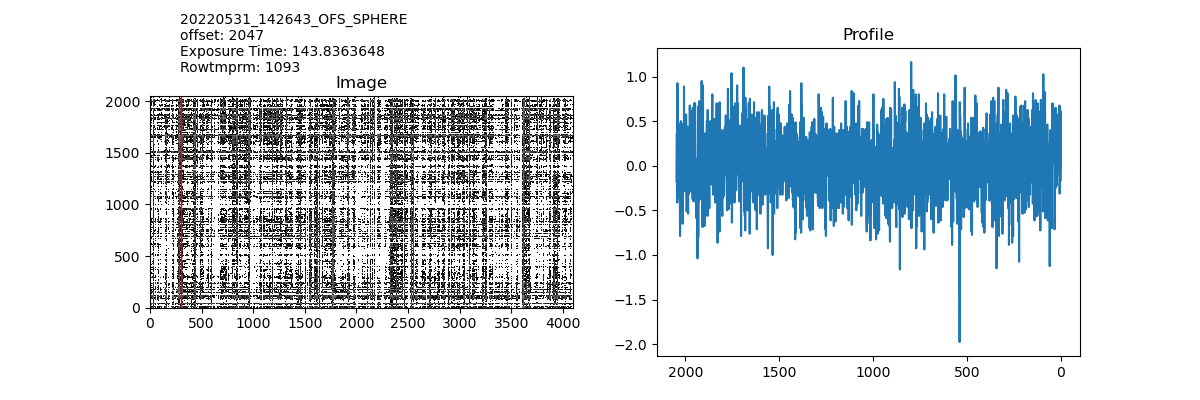 20220531_142643_OFS_SPHERE
offset: 2047
Exposure Time: 143.8363648
Rowtmprm: 1093
Image
2000
1500
1000
500
0
0 500 1000 1500 2000 2500 3000 3500 4000
Profile
1.0
0.5
0.0
−0.5
−1.0
−1.5
−2.0
2000 1500 1000 500 0